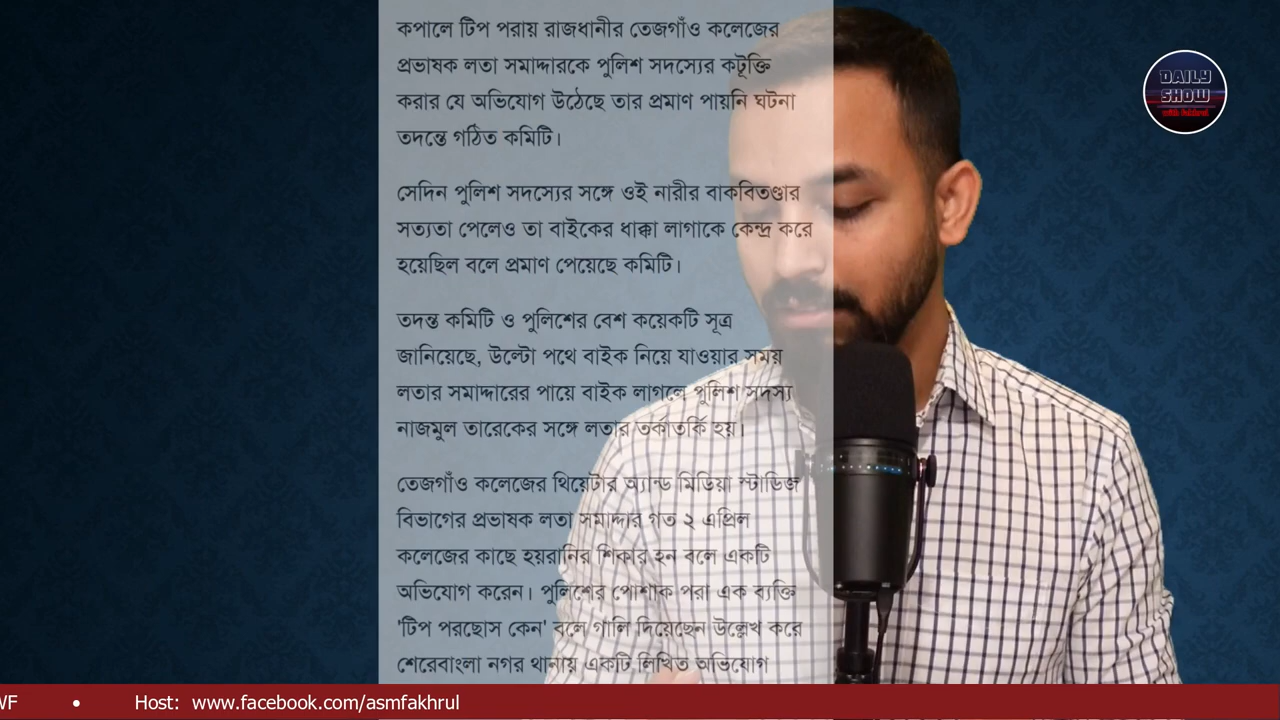 কপালে টিপ পরায় রাজধানীর তেজগাঁও কলেজের
প্রভাষক লতা সমাদ্দারকে পুলিশ সদস্যের কটূক্তি
করার যে অভিযোগ উঠেছে তার প্রমাণ পায়নি ঘটনা
তদন্তে গঠিত কমিটি।
সেদিন পুলিশ সদস্যের সঙ্গে ওই নারীর বাকবিতণ্ডার
সত্যতা পেলেও তা বাইকের ধাক্কা লাগাকে কেন্দ্র করে
হয়েছিল বলে প্রমাণ পেয়েছে কমিটি।
তদন্ত কমিটি ও পুলিশের বেশ কয়েকটি সূত্র
জানিয়েছে, উল্টো পথে বাইক নিয়ে যাওয়ার সময়
লতার সমাদ্দারের পায়ে বাইক লাগলে পুলিশ সদস্য
নাজমুল তারেকের সঙ্গে লতার তর্কাতর্কি হয়।
তেজগাঁও কলেজের থিয়েটার অ্যান্ড মিডিয়া স্টাডিজ
বিভাগের প্রভাষক লতা সমাদ্দার গত ২ এপ্রিল
কলেজের কাছে হয়রানির শিকার হন বলে একটি
অভিযোগ করেন। পুলিশের পোশাক পরা এক ব্যক্তি
'টিপ পরছোস কেন' বলে গালি দিয়েছেন উল্লেখ করে
শেরেবাংলা নগর থানায় একটি লিখিত অভিযোগ
DAILY
SHOW
with fakhrul
WF • Host: www.facebook.com/asmfakhrul